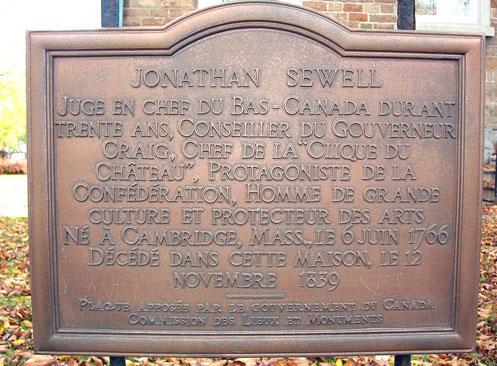 JONATHAN SEWELL
JUGE EN CHEF DU BAS-CANADA DURANT
TRENTE ANS, CONSEILLER DU GOUVERNEUR
CRAIG, CHEF DE LA "CLIQUE DU
CHÂTEAU", PROTAGONISTE DE LA
CONFÉDÉRATION, HOMME DE GRANDE
CULTURE ET PROTECTEUR DES ARTS
NÉ À CAMBRIDGE, MASS., LE 6 JUIN 1766
DÉCÉDÉ DANS CETTE MAISON, LE 12
NOVEMBRE 1839
PLAQUE APPOSÉE PAR LE GOUVERNEMENT DU CANADA
COMMISSION DES LIEUX ET MONUMENTS